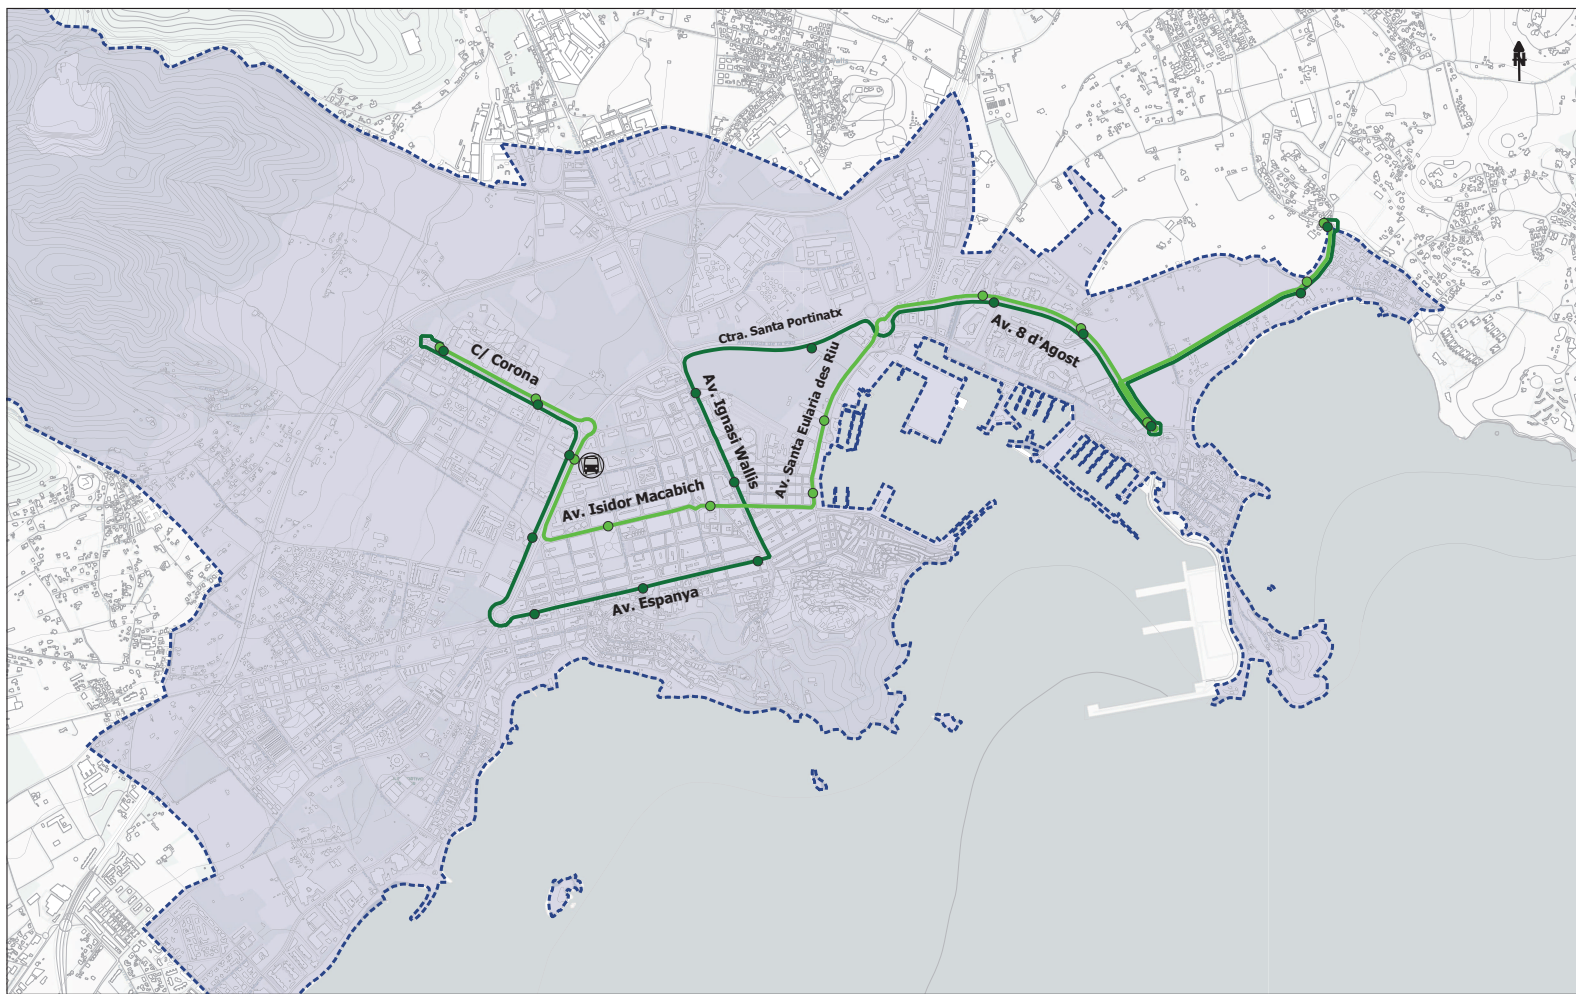 N
Ctra. Santa Portinatx
Av. 8 d'Agost
C/ Corona
Av. Ignasi Wallis
Av. Santa Eularia des Riu
Av. Isidor Macabich
Av. Espanya